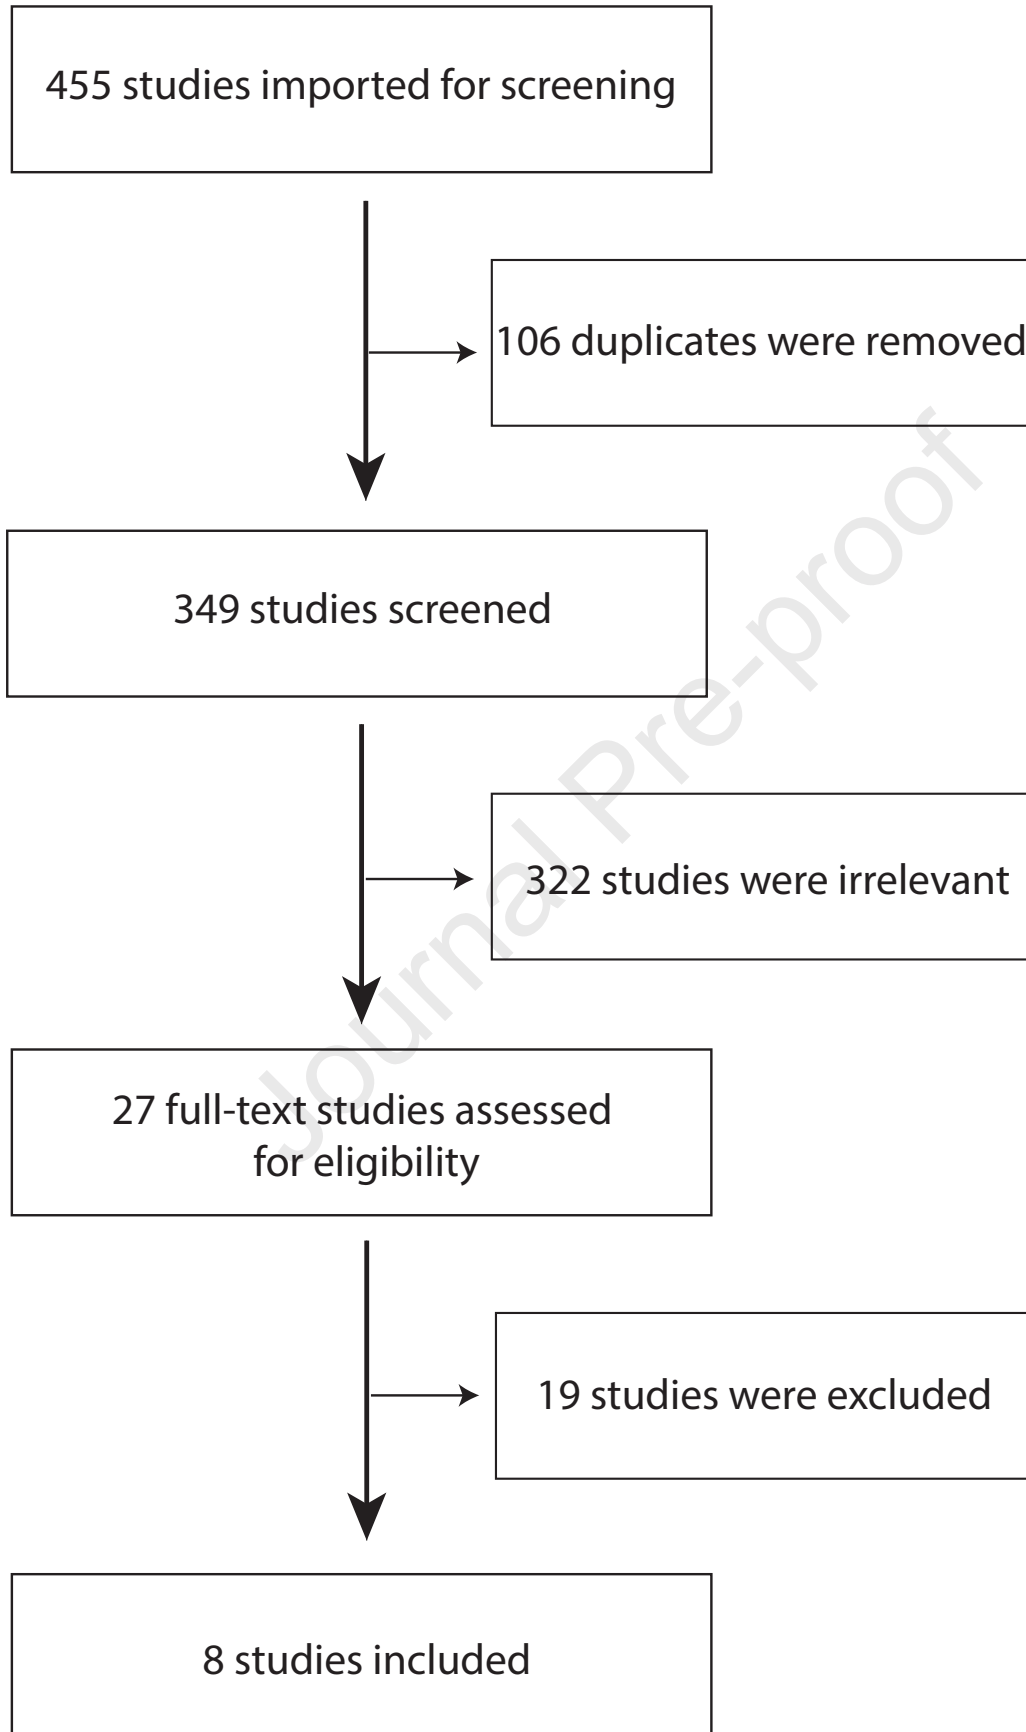 455 studies imported for screening
106 duplicates were removed
349 studies screened
322 studies were irrelevant
27 full-text studies assessed
for eligibility
19 studies were excluded
8 studies included
Journal Pre-proof